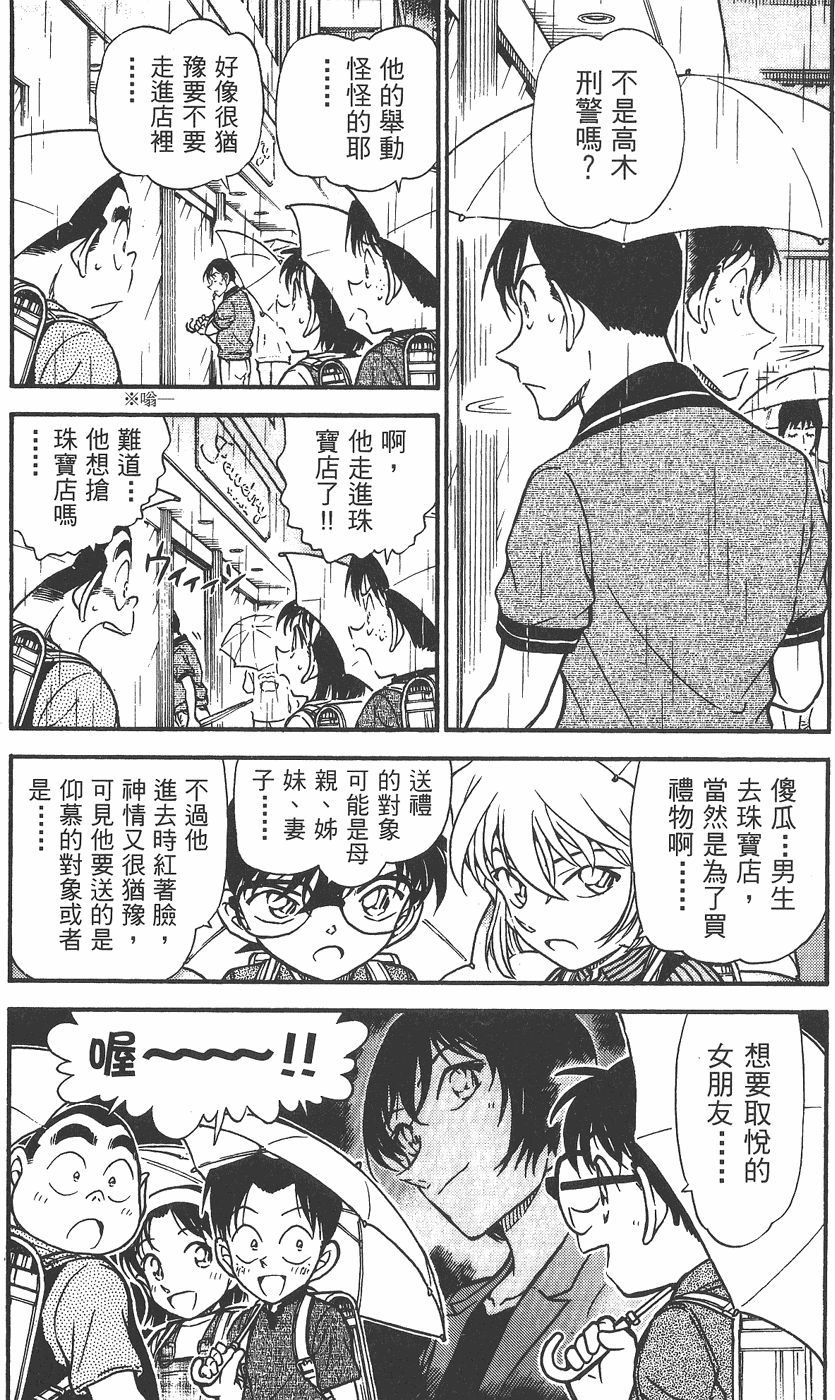 不是高木
刑警嗎？
他的舉動
怪怪的耶
……
好像很猶
豫要不要
走進店裡
……
※嗡—
啊，
他走進珠
寶店了!!
難道…
他想搶
珠寶店嗎
……
Jewelry
ウィィーン
傻瓜…男生
去珠寶店，
當然是為了買
禮物啊……
送禮
的對象
可能是母
親、姊
妹、妻
子……
不過他
進去時紅著臉，
神情又很猶豫，
可見他要送的是
仰慕的對象或者
是……
想要取悅的
女朋友……
喔～～～!!